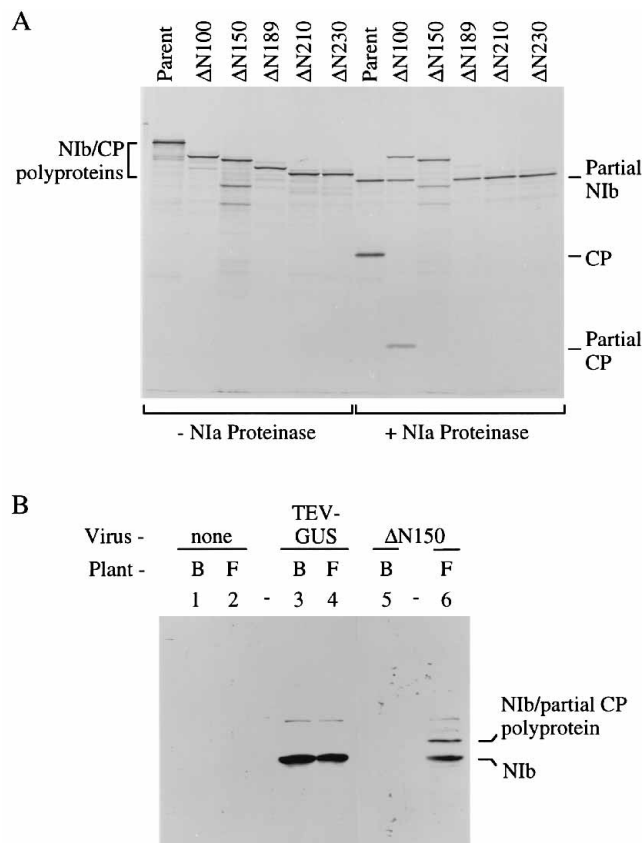 A
Parent ΔN100 ΔN150 ΔN189 ΔN210 ΔN230 Parent ΔN100 ΔN150 ΔN189 ΔN210 ΔN230
NIb/CP
polyproteins
Partial
NIb
CP
Partial
CP
- NIa Proteinase + NIa Proteinase
B
TEV-
Virus - none GUS ΔN150
Plant - B F B F B F
1 2 - 3 4 5 - 6
NIb/partial CP
polyprotein
NIb